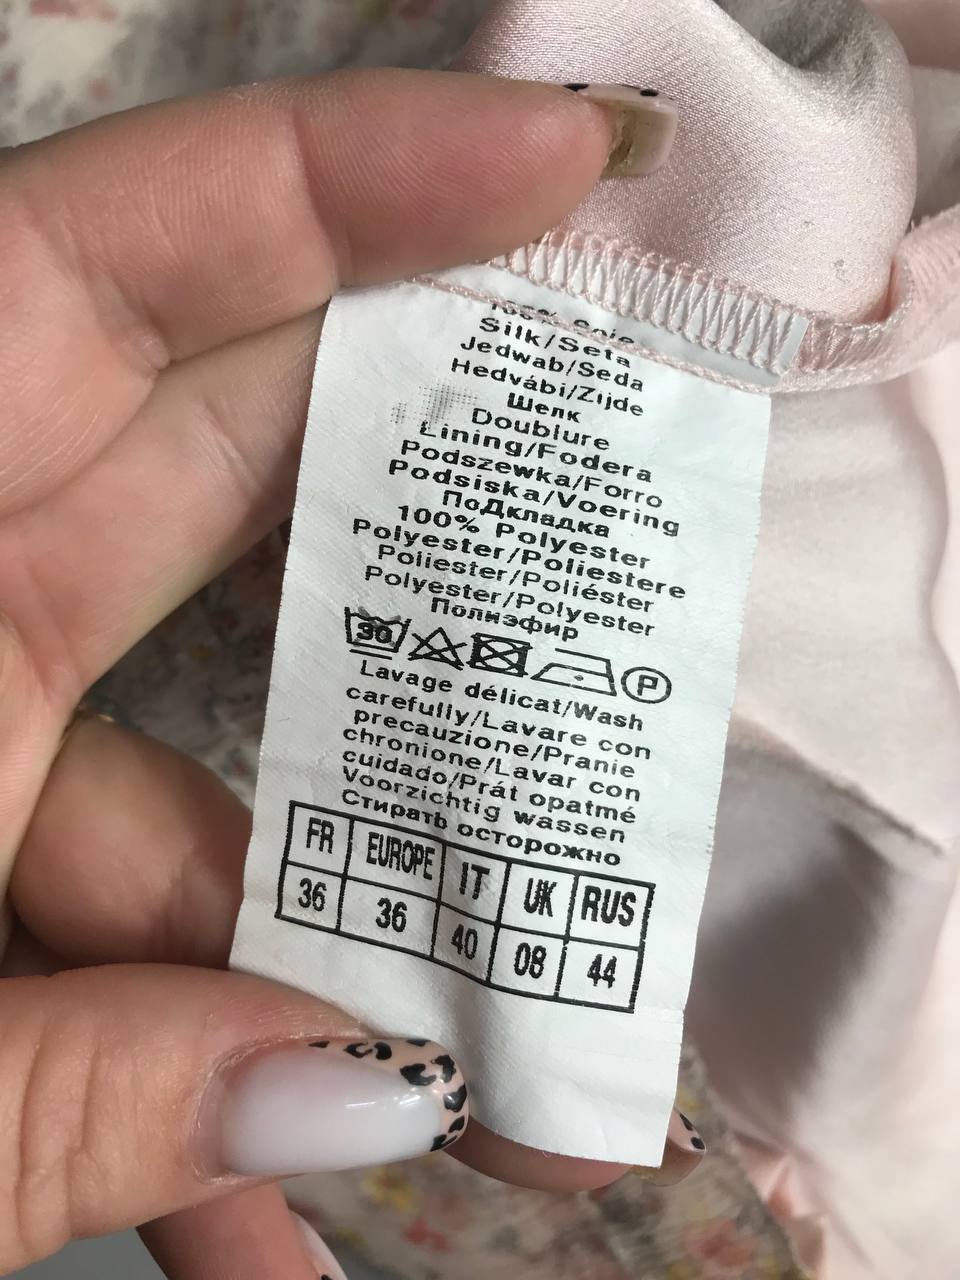 100% Soie
Silk/Seta
Jedwab/Seda
Hedvábí/Zijde
Шелк
Doublure
Lining/Fodera
Podszewka/Forro
Podsiska/Voering
ПоДкладка
100% Polyester
Polyester/Poliestere
Poliester/Poliéster
Polyester/Polyester
Полиэфир
30 P
Lavage délicat/Wash
carefully/Lavare con
precauzione/Pranie
chronione/Lavar con
cuidado/Prát opatmé
Voorzichtig wassen
Стирать осторожно
FR EUROPE IT UK RUS
36 36 40 08 44